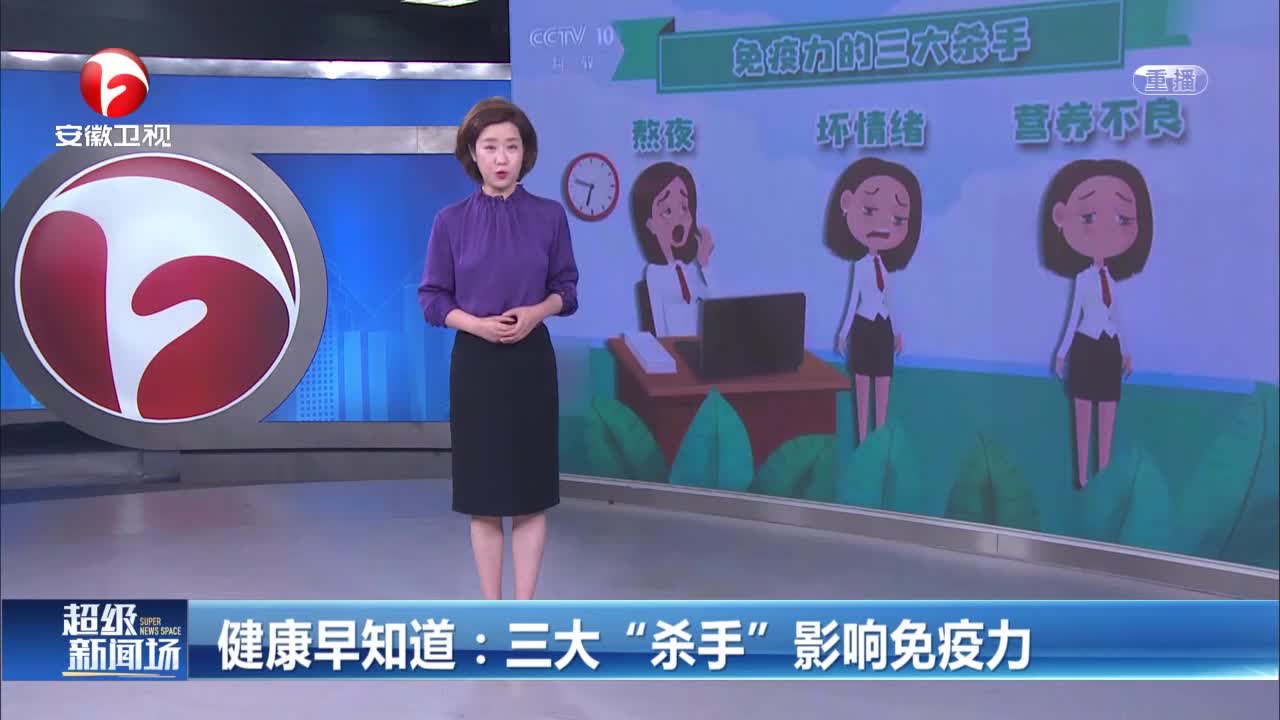 安徽卫视
CCTV 10
免疫力的三大杀手
重播
熬夜
坏情绪
营养不良
超级
新闻场
SUPER
NEWS SPACE
健康早知道：三大“杀手”影响免疫力